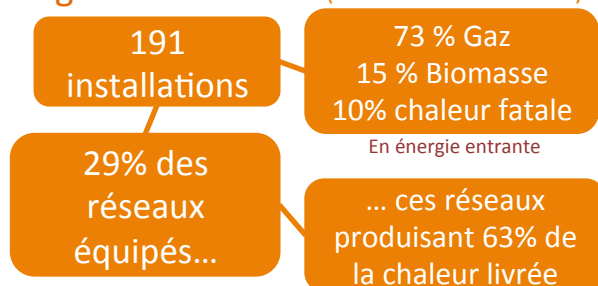 191
installations
73 % Gaz
15 % Biomasse
10% chaleur fatale
En énergie entrante
29% des
réseaux
équipés...
... ces réseaux
produisant 63% de
la chaleur livrée